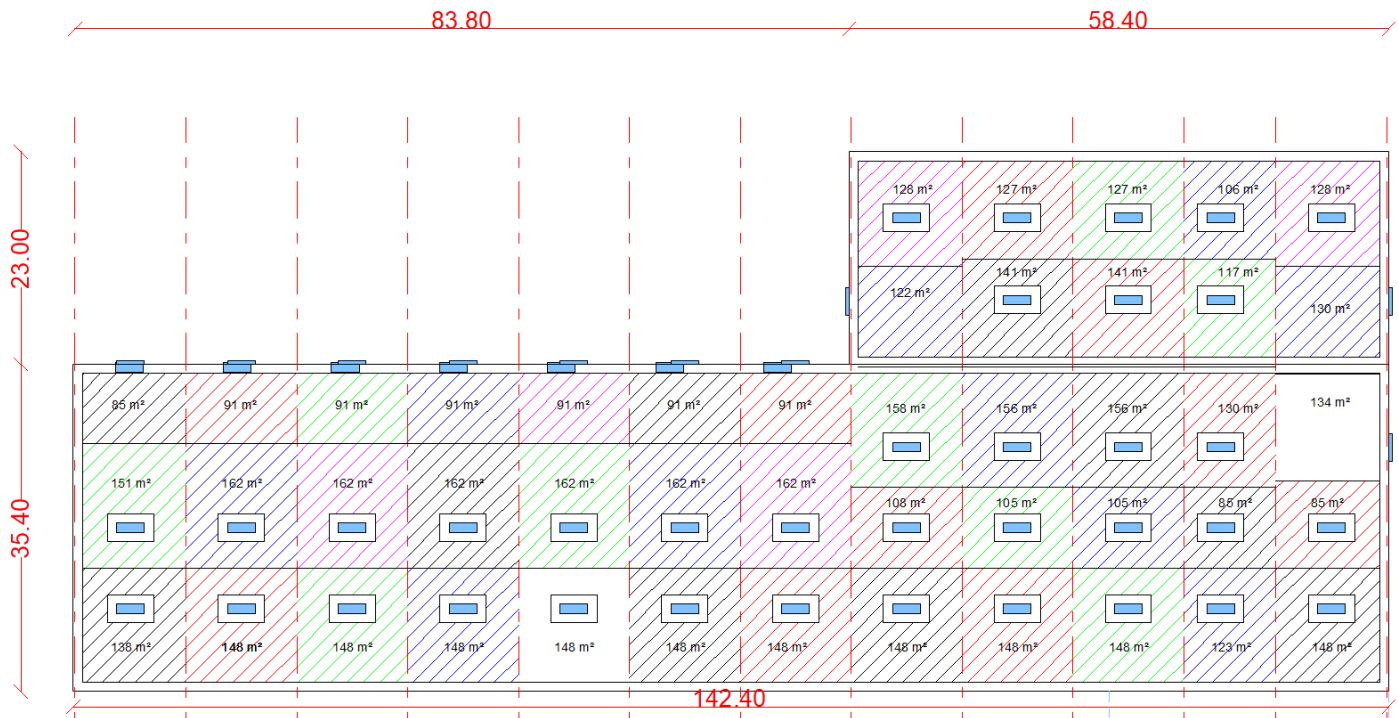 83.80 58.40
128 m² 127 m² 127 m² 106 m² 128 m²
23.00
141 m² 141 m² 117 m²
122 m² 130 m²
85 m² 91 m² 91 m² 91 m² 91 m² 91 m² 91 m² 158 m² 156 m² 156 m² 130 m² 134 m²
151 m² 162 m² 162 m² 162 m² 162 m² 162 m² 162 m² 108 m² 105 m² 105 m² 85 m² 85 m²
35.40
138 m² 148 m² 148 m² 148 m² 148 m² 148 m² 148 m² 148 m² 148 m² 148 m² 123 m² 148 m²
142.40